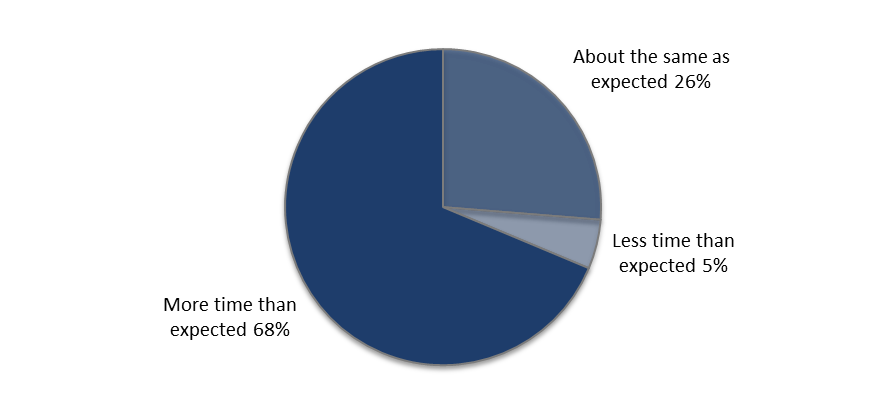 About the same as
expected 26%
Less time than
expected 5%
More time than
expected 68%